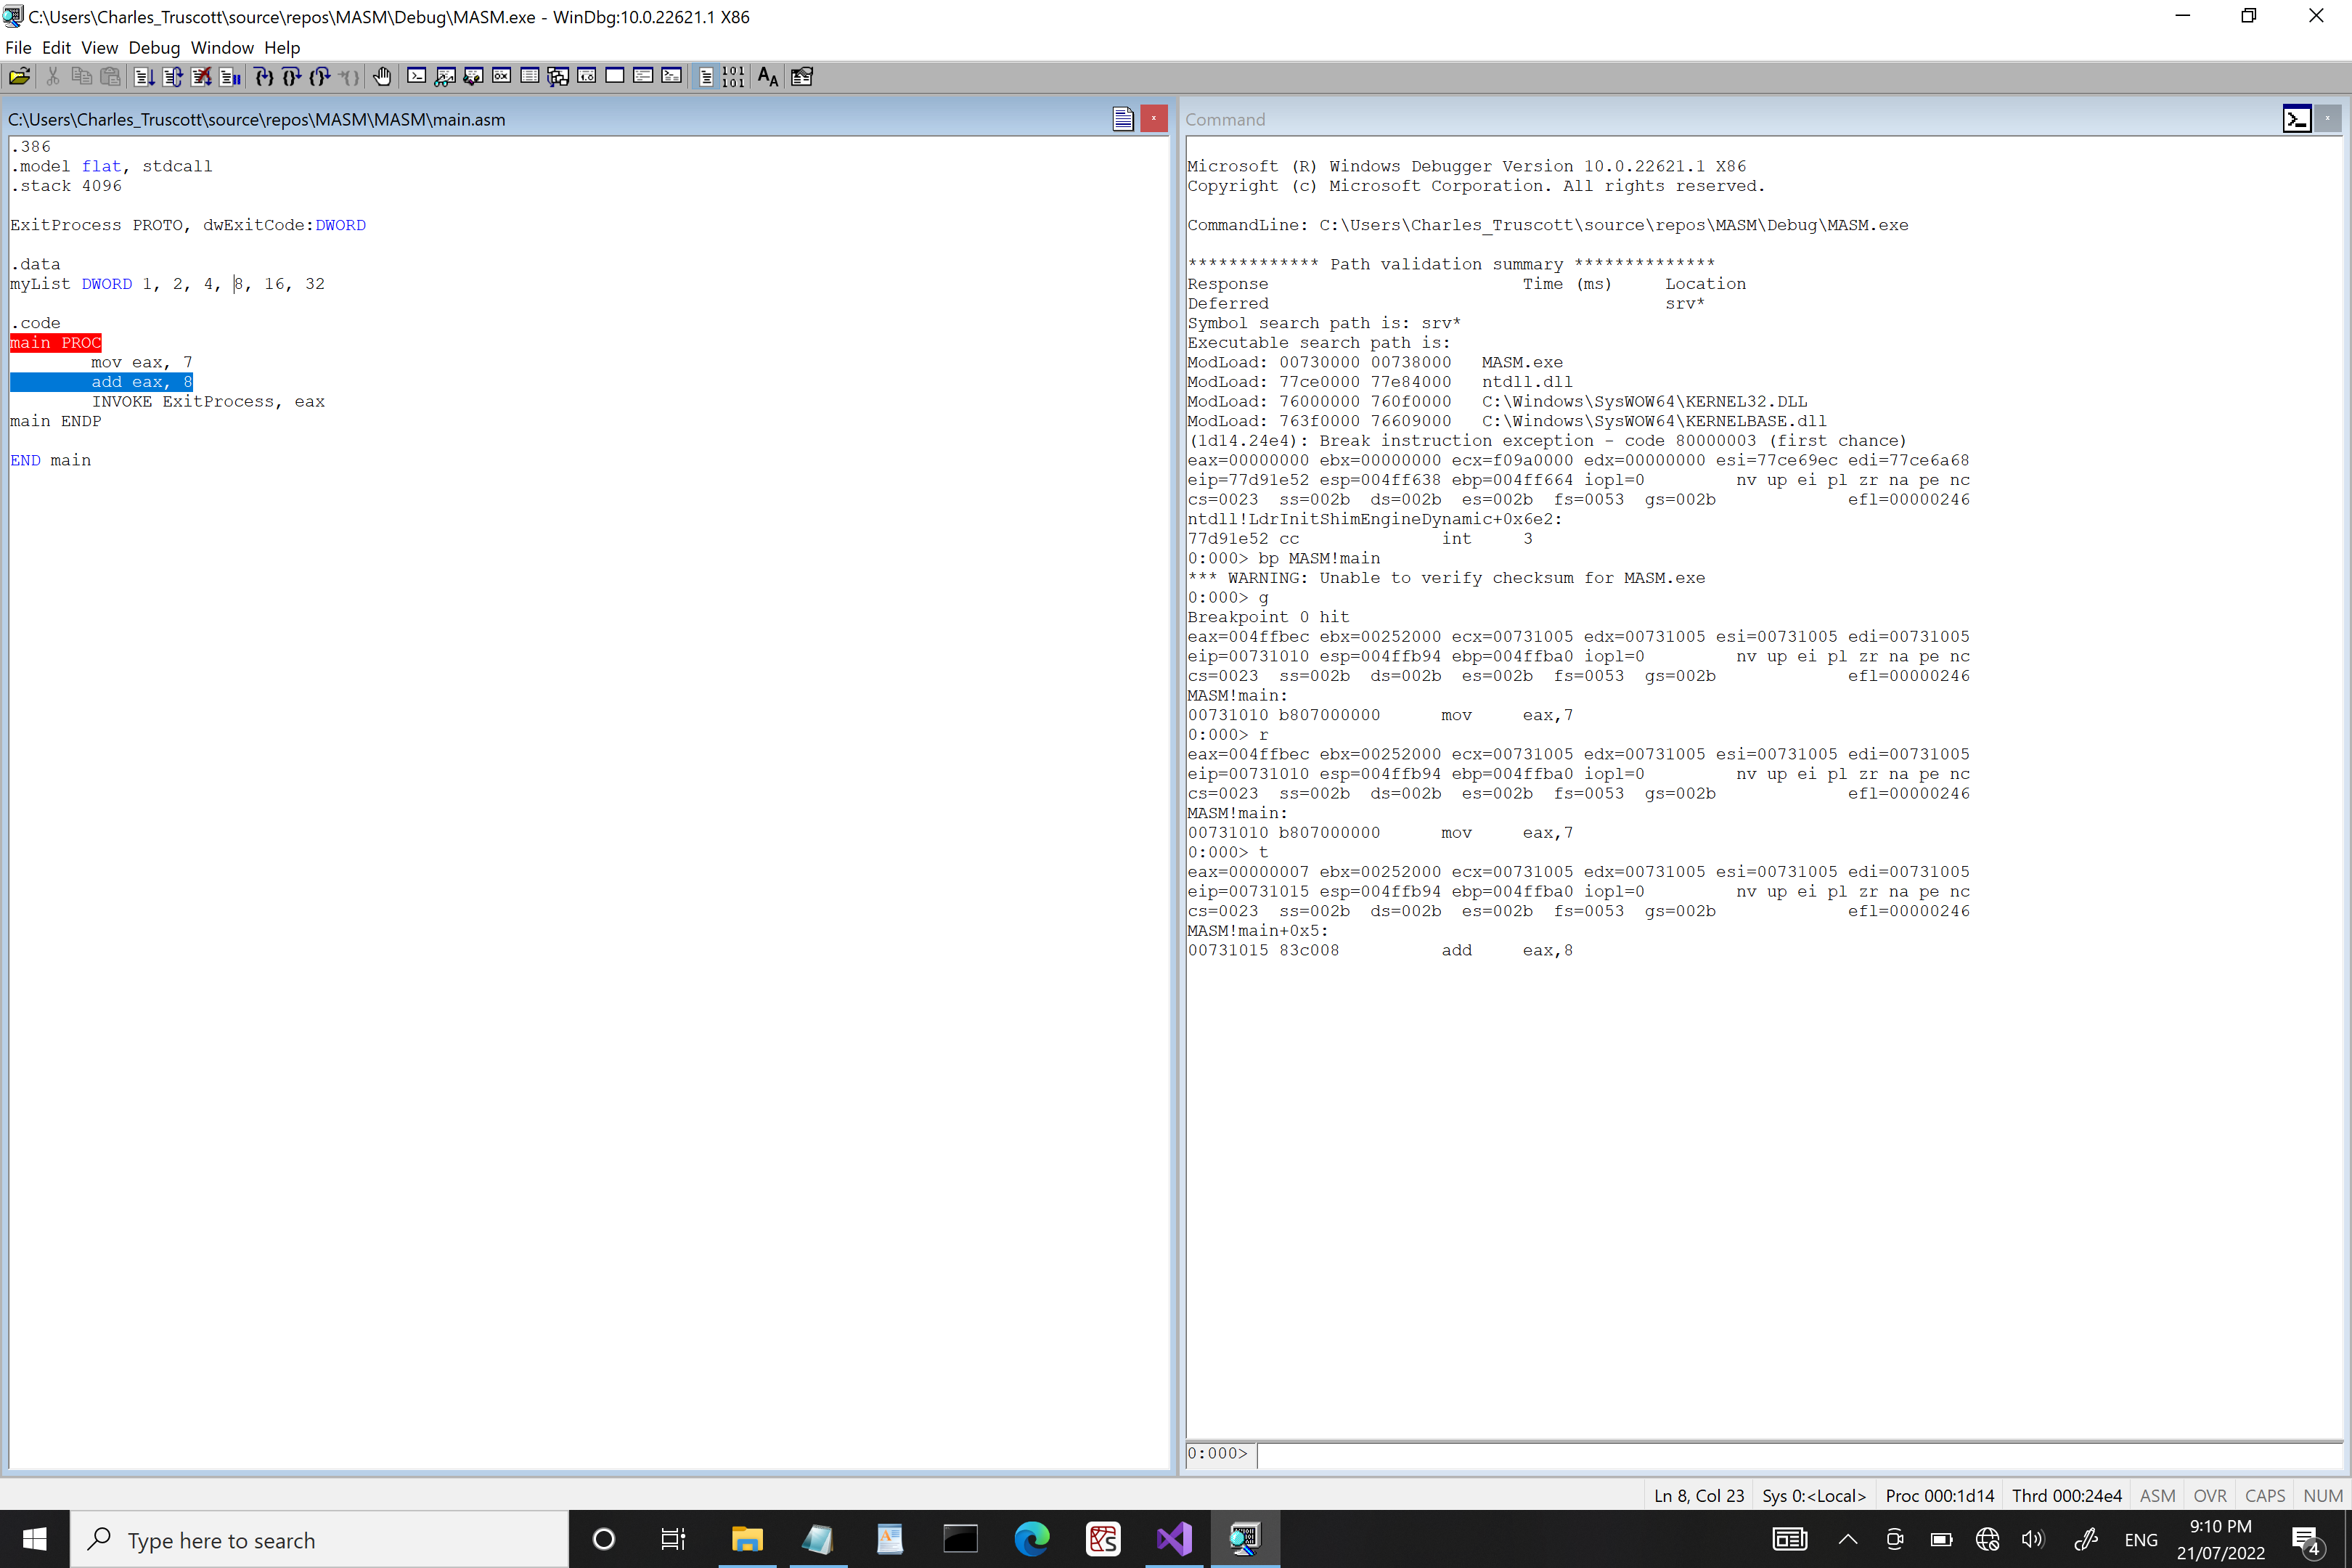 C:\Users\Charles_Truscott\source\repos\MASM\Debug\MASM.exe - WinDbg:10.0.22621.1 X86
File Edit View Debug Window Help
C:\Users\Charles_Truscott\source\repos\MASM\MASM\main.asm
.386
.model flat, stdcall
.stack 4096
ExitProcess PROTO, dwExitCode:DWORD
.data
myList DWORD 1, 2, 4, 8, 16, 32
.code
main PROC
mov eax, 7
add eax, 8
INVOKE ExitProcess, eax
main ENDP
END main
Command
Microsoft (R) Windows Debugger Version 10.0.22621.1 X86
Copyright (c) Microsoft Corporation. All rights reserved.
CommandLine: C:\Users\Charles_Truscott\source\repos\MASM\Debug\MASM.exe
************* Path validation summary **************
Response Time (ms) Location
Deferred srv*
Symbol search path is: srv*
Executable search path is:
ModLoad: 00730000 00738000 MASM.exe
ModLoad: 77ce0000 77e84000 ntdll.dll
ModLoad: 76000000 760f0000 C:\Windows\SysWOW64\KERNEL32.DLL
ModLoad: 763f0000 76609000 C:\Windows\SysWOW64\KERNELBASE.dll
(1d14.24e4): Break instruction exception - code 80000003 (first chance)
eax=00000000 ebx=00000000 ecx=f09a0000 edx=00000000 esi=77ce69ec edi=77ce6a68
eip=77d91e52 esp=004ff638 ebp=004ff664 iopl=0 nv up ei pl zr na pe nc
cs=0023 ss=002b ds=002b es=002b fs=0053 gs=002b efl=00000246
ntdll!LdrInitShimEngineDynamic+0x6e2:
77d91e52 cc int 3
0:000> bp MASM!main
*** WARNING: Unable to verify checksum for MASM.exe
0:000> g
Breakpoint 0 hit
eax=004ffbec ebx=00252000 ecx=00731005 edx=00731005 esi=00731005 edi=00731005
eip=00731010 esp=004ffb94 ebp=004ffba0 iopl=0 nv up ei pl zr na pe nc
cs=0023 ss=002b ds=002b es=002b fs=0053 gs=002b efl=00000246
MASM!main:
00731010 b807000000 mov eax,7
0:000> r
eax=004ffbec ebx=00252000 ecx=00731005 edx=00731005 esi=00731005 edi=00731005
eip=00731010 esp=004ffb94 ebp=004ffba0 iopl=0 nv up ei pl zr na pe nc
cs=0023 ss=002b ds=002b es=002b fs=0053 gs=002b efl=00000246
MASM!main:
00731010 b807000000 mov eax,7
0:000> t
eax=00000007 ebx=00252000 ecx=00731005 edx=00731005 esi=00731005 edi=00731005
eip=00731015 esp=004ffb94 ebp=004ffba0 iopl=0 nv up ei pl zr na pe nc
cs=0023 ss=002b ds=002b es=002b fs=0053 gs=002b efl=00000246
MASM!main+0x5:
00731015 83c008 add eax,8
0:000>
Ln 8, Col 23 Sys 0:<Local> Proc 000:1d14 Thrd 000:24e4 ASM OVR CAPS NUM
Type here to search
ENG
9:10 PM
21/07/2022
4